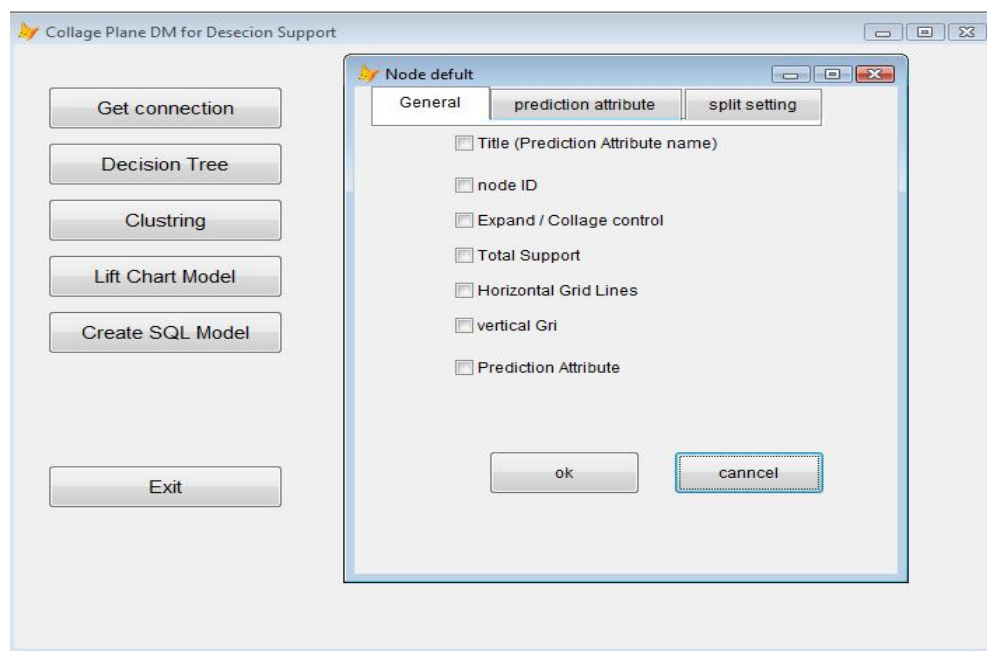 Collage Plane DM for Desecion Support
Get connection
Decision Tree
Clustring
Lift Chart Model
Create SQL Model
Exit
Node defult
General prediction attribute split setting
Title (Prediction Attribute name)
node ID
Expand / Collage control
Total Support
Horizontal Grid Lines
vertical Gri
Prediction Attribute
ok canncel